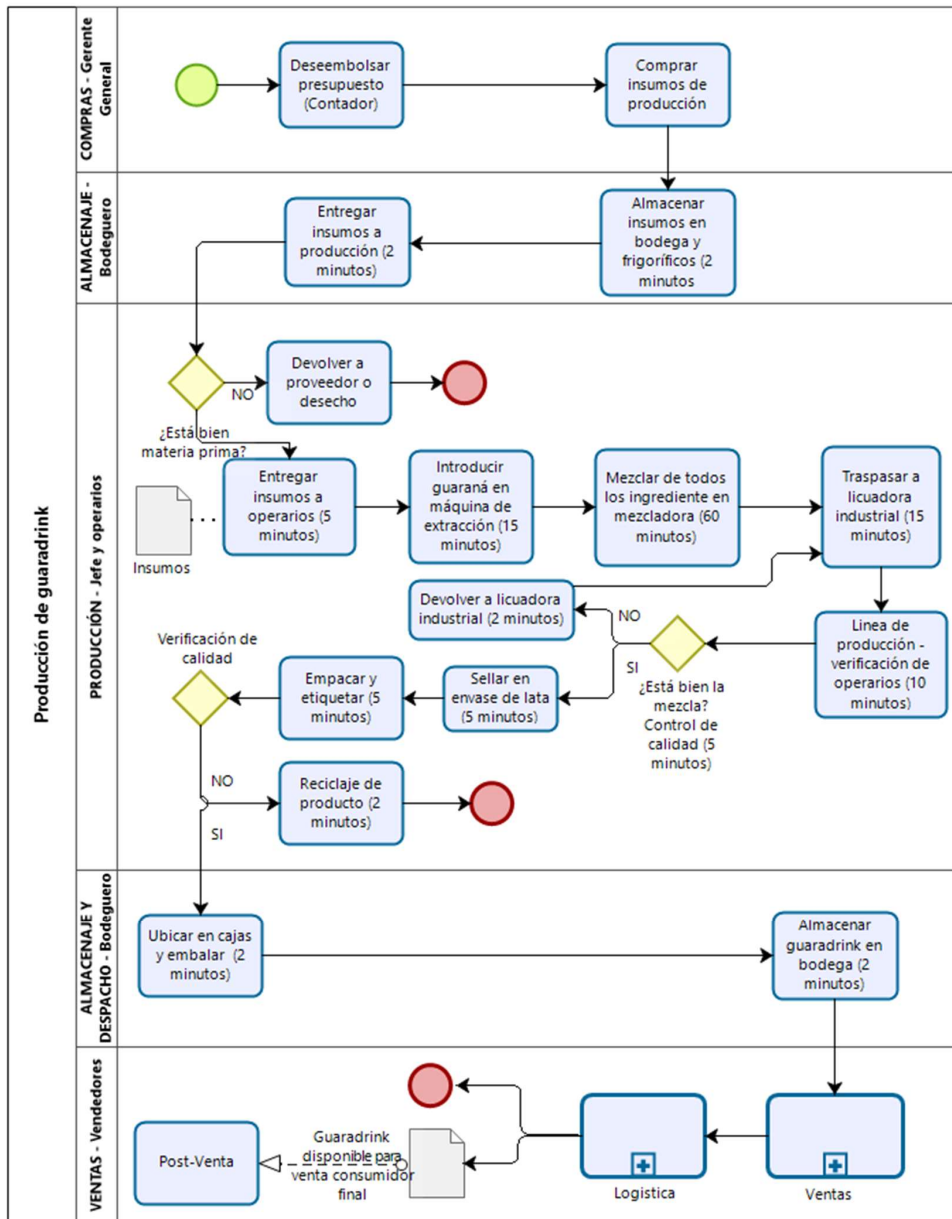 Producción de guaradrink
COMPRAS - Gerente
General
Deseembolsar
presupuesto
(Contador)
Comprar
insumos de
producción
ALMACENAJE -
Bodeguero
Entregar
insumos a
producción (2
minutos)
Almacenar
insumos en
bodega y
frigoríficos (2
minutos
PRODUCCIÓN - Jefe y operarios
Devolver a
proveedor o
desecho
NO
¿Está bien
materia prima?
Insumos
Entregar
insumos a
operarios (5
minutos)
Introducir
guaraná en
máquina de
extracción (15
minutos)
Mezclar de todos
los ingrediente en
mezcladora (60
minutos)
Traspasar a
licuadora
industrial (15
minutos)
Devolver a licuadora
industrial (2 minutos)
NO
SI
Linea de
producción -
verificación de
operarios (10
minutos)
¿Está bien la
mezcla?
Control de
calidad (5
minutos)
Sellar en
envase de lata
(5 minutos)
Empacar y
etiquetar (5
minutos)
Verificación de
calidad
NO
SI
Reciclaje de
producto (2
minutos)
ALMACENAJE Y
DESPACHO - Bodeguero
Ubicar en cajas
y embalar (2
minutos)
Almacenar
guaradrink en
bodega (2
minutos)
VENTAS - Vendedores
Post-Venta
Guaradrink
disponible para
venta consumidor
final
Logistica
Ventas